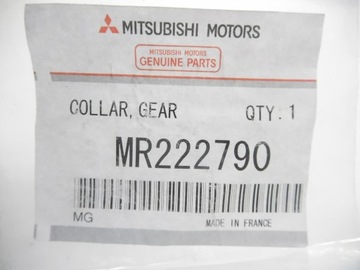 MITSUBISHI MOTORS
MITSUBISHI MOTORS
GENUINE PARTS
COLLAR, GEAR QTY: 1
MR222790
MG MADE IN FRANCE